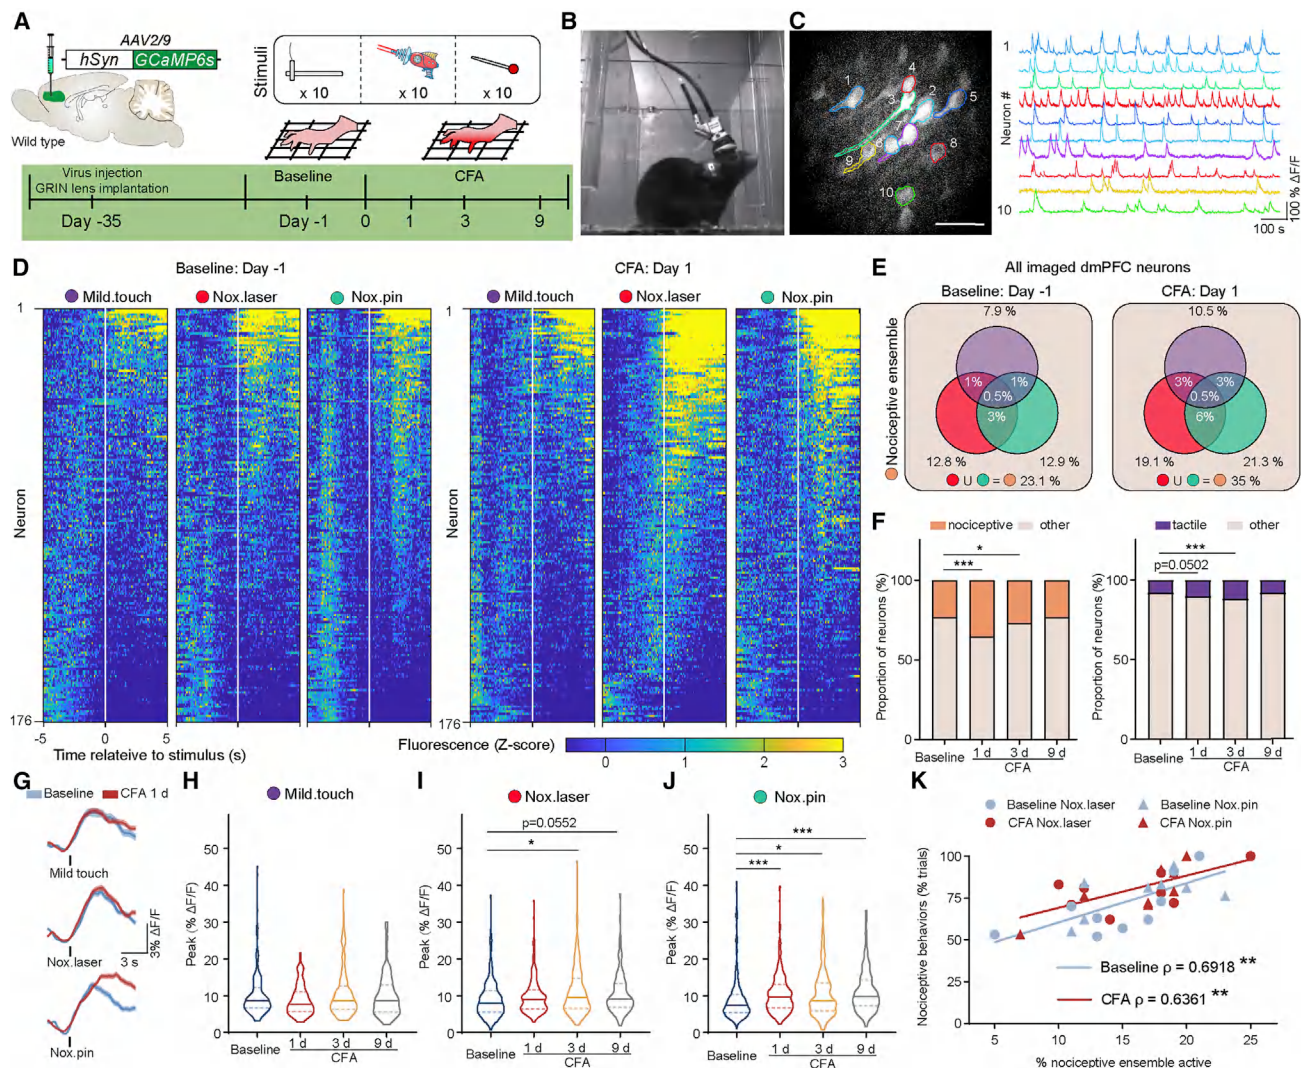 A
AAV2/9
hSyn
GCaMP6s
Wild type
Stimuli
x 10
x 10
x 10
Virus injection
GRIN lens implantation
Baseline
CFA
Day -35
Day -1
0
1
3
9
B
C
1
2
3
4
5
7
8
8
9
10
Neuron #
1
10
100 % ΔF/F
100 s
D
Baseline: Day -1
CFA: Day 1
Mild.touch
Nox.laser
Nox.pin
Mild.touch
Nox.laser
Nox.pin
1
Neuron
176
1
Neuron
176
-5
0
5
Time relateive to stimulus (s)
Fluorescence (Z-score)
0
1
2
3
E
All imaged dmPFC neurons
Nociceptive ensemble
Baseline: Day -1
7.9 %
1%
1%
0.5%
3%
12.8 %
12.9 %
U = 23.1 %
CFA: Day 1
10.5 %
3%
3%
0.5%
6%
19.1 %
21.3 %
U = 35 %
F
nociceptive
other
*
***
Proportion of neurons (%)
100
50
0
Baseline
1 d
3 d
9 d
CFA
tactile
other
***
p=0.0502
Proportion of neurons (%)
100
50
0
Baseline
1 d
3 d
9 d
CFA
G
Baseline
CFA 1 d
Mild touch
Nox.laser
3% ΔF/F
3 s
Nox.pin
H
Mild.touch
Peak (% ΔF/F)
50
40
30
20
10
0
Baseline
1 d
3 d
9 d
CFA
I
Nox.laser
p=0.0552
*
Peak (% ΔF/F)
50
40
30
20
10
0
Baseline
1 d
3 d
9 d
CFA
J
Nox.pin
***
*
***
Peak (% ΔF/F)
50
40
30
20
10
0
Baseline
1 d
3 d
9 d
CFA
K
Baseline Nox.laser
Baseline Nox.pin
CFA Nox.laser
CFA Nox.pin
Nociceptive behaviors (% trials)
100
75
50
25
0
Baseline ρ = 0.6918 **
CFA ρ = 0.6361 **
5
10
15
20
25
% nociceptive ensemble active